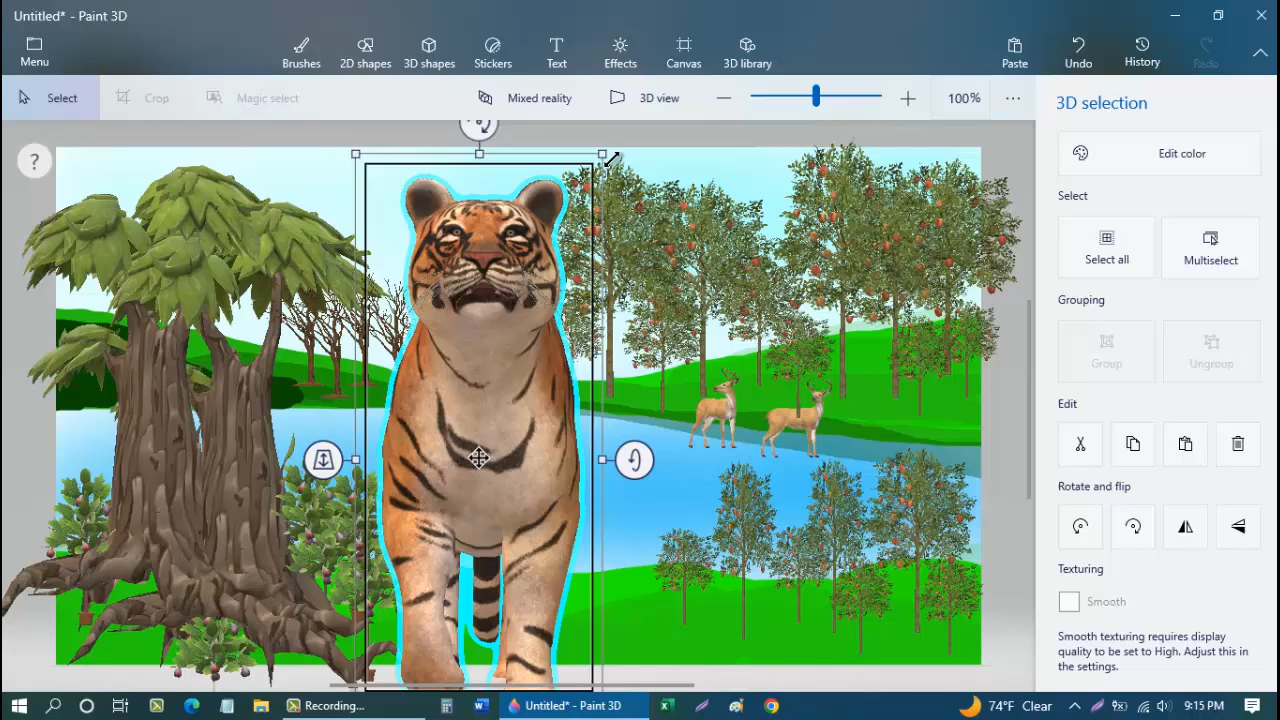 Untitled* - Paint 3D
Menu
Brushes
2D shapes
3D shapes
Stickers
Text
Effects
Canvas
3D library
Paste
Undo
History
Redo
Select
Crop
Magic select
Mixed reality
3D view
100%
?
3D selection
Edit color
Select
Select all
Multiselect
Grouping
Group
Ungroup
Edit
Rotate and flip
Texturing
Smooth
Smooth texturing requires display
quality to be set to High. Adjust this in
the settings.
Recording...
Untitled* - Paint 3D
74°F Clear
9:15 PM